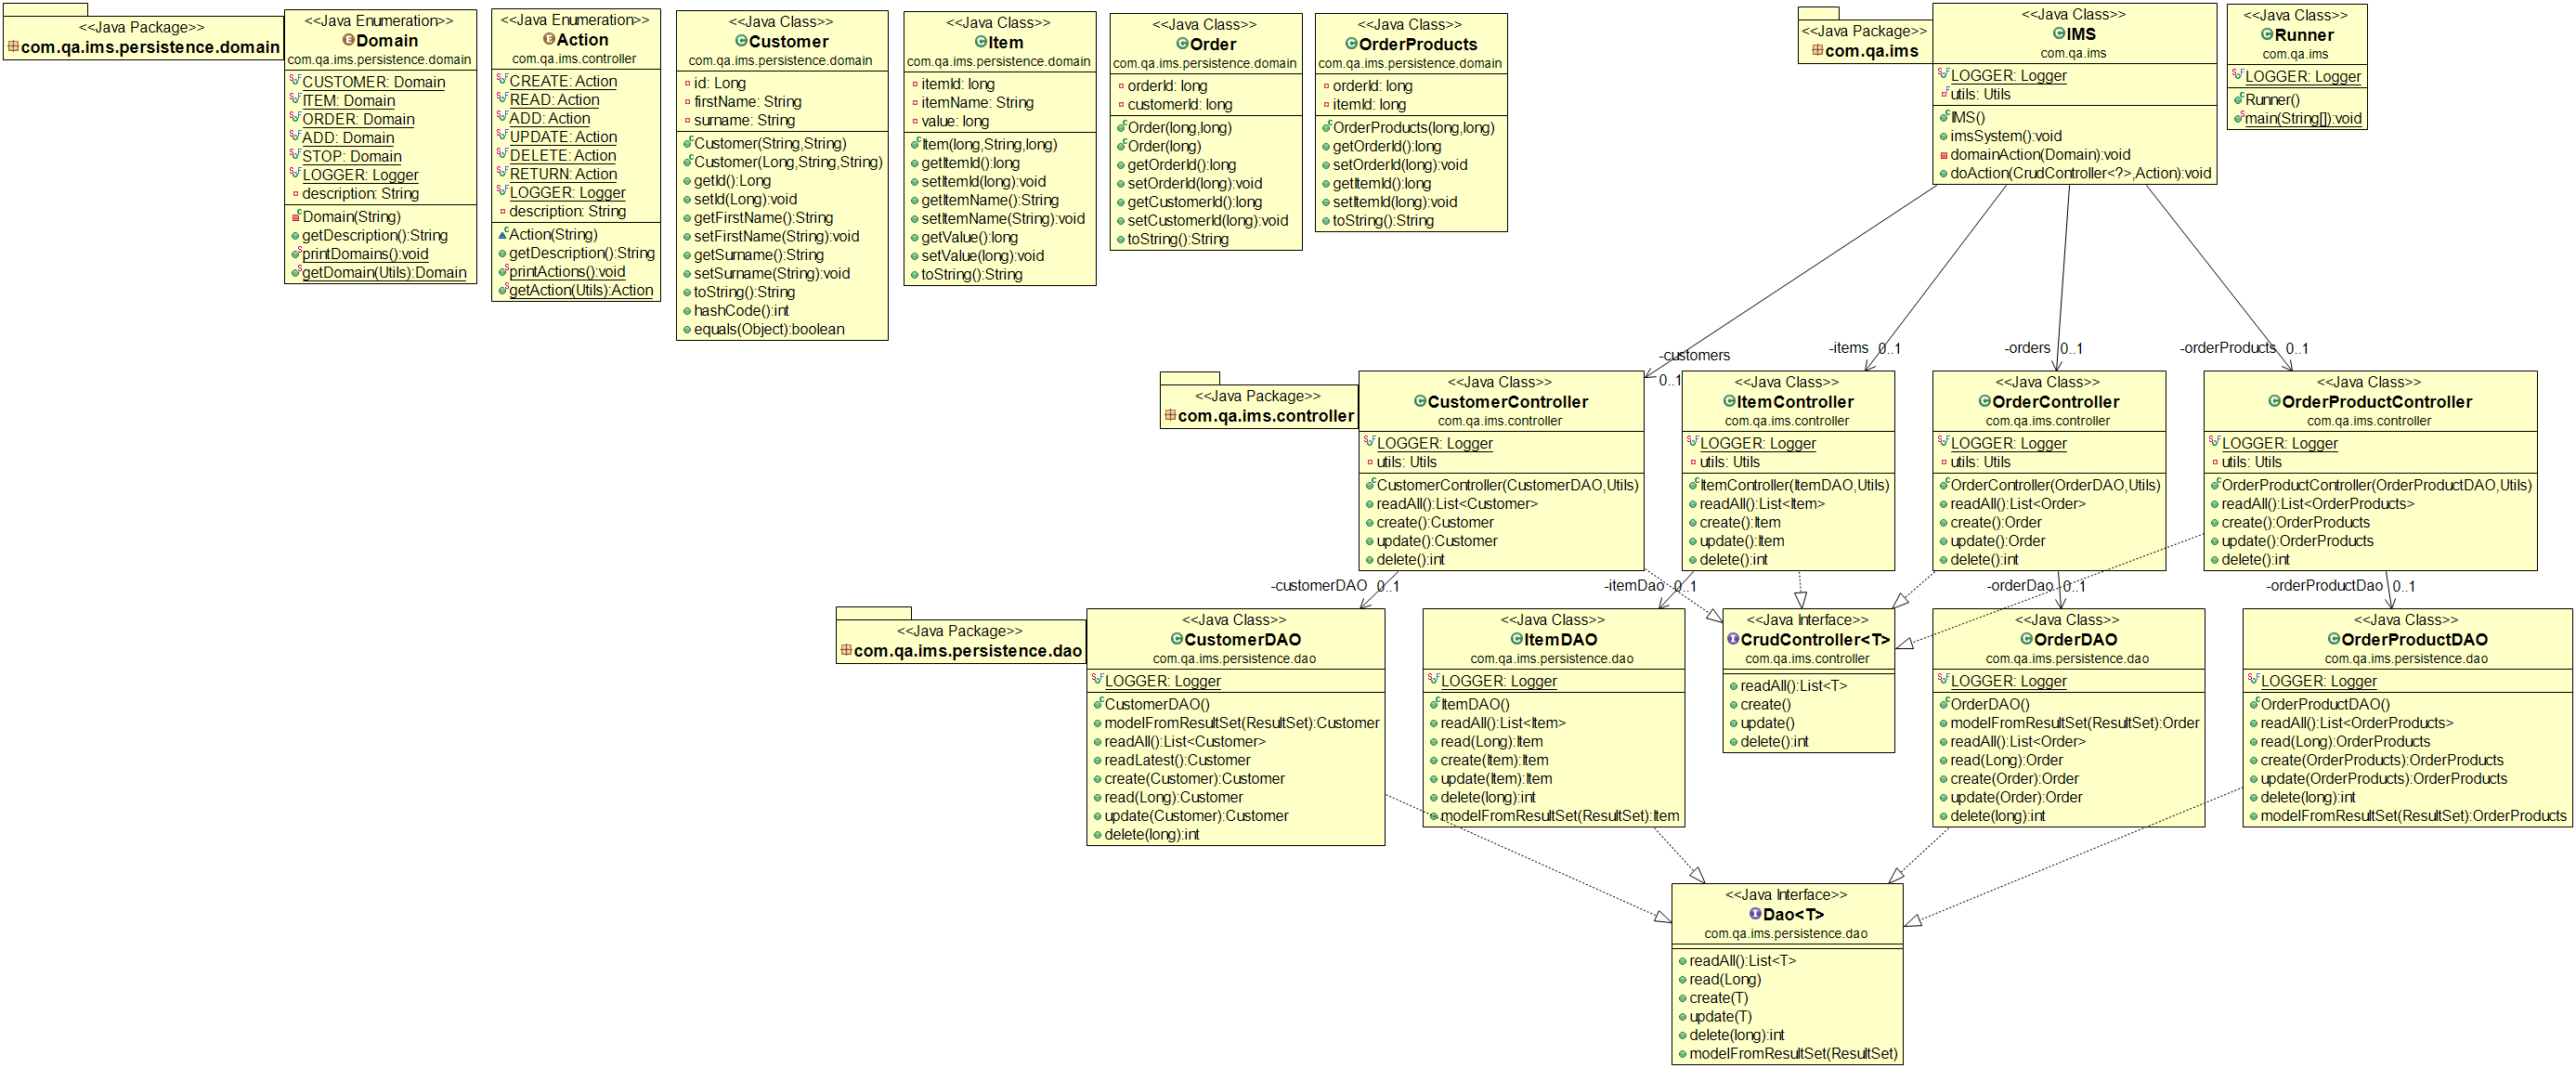 <<Java Package>>
com.qa.ims.persistence.domain
<<Java Enumeration>>
Domain
com.qa.ims.persistence.domain
CUSTOMER: Domain
ITEM: Domain
ORDER: Domain
ADD: Domain
STOP: Domain
LOGGER: Logger
description: String
Domain(String)
getDescription():String
printDomains():void
getDomain(Utils):Domain
<<Java Enumeration>>
Action
com.qa.ims.controller
CREATE: Action
READ: Action
ADD: Action
UPDATE: Action
DELETE: Action
RETURN: Action
LOGGER: Logger
description: String
Action(String)
getDescription():String
printActions():void
getAction(Utils):Action
<<Java Class>>
Customer
com.qa.ims.persistence.domain
id: Long
firstName: String
surname: String
Customer(String,String)
Customer(Long,String,String)
getId():Long
setId(Long):void
getFirstName():String
setFirstName(String):void
getSurname():String
setSurname(String):void
toString():String
hashCode():int
equals(Object):boolean
<<Java Class>>
Item
com.qa.ims.persistence.domain
itemId: long
itemName: String
value: long
Item(long,String,long)
getItemId():long
setItemId(long):void
getItemName():String
setItemName(String):void
getValue():long
setValue(long):void
toString():String
<<Java Class>>
Order
com.qa.ims.persistence.domain
orderId: long
customerId: long
Order(long,long)
Order(long)
getOrderId():long
setOrderId(long):void
getCustomerId():long
setCustomerId(long):void
toString():String
<<Java Class>>
OrderProducts
com.qa.ims.persistence.domain
orderId: long
itemId: long
OrderProducts(long,long)
getOrderId():long
setOrderId(long):void
getItemId():long
setItemId(long):void
toString():String
<<Java Package>>
com.qa.ims
<<Java Class>>
IMS
com.qa.ims
LOGGER: Logger
utils: Utils
IMS()
imsSystem():void
domainAction(Domain):void
doAction(CrudController<?>,Action):void
<<Java Class>>
Runner
com.qa.ims
LOGGER: Logger
Runner()
main(String[]):void
-customers
0..1
-items 0..1
-orders 0..1
-orderProducts 0..1
<<Java Package>>
com.qa.ims.controller
<<Java Class>>
CustomerController
com.qa.ims.controller
LOGGER: Logger
utils: Utils
CustomerController(CustomerDAO,Utils)
readAll():List<Customer>
create():Customer
update():Customer
delete():int
<<Java Class>>
ItemController
com.qa.ims.controller
LOGGER: Logger
utils: Utils
ItemController(ItemDAO,Utils)
readAll():List<Item>
create():Item
update():Item
delete():int
<<Java Class>>
OrderController
com.qa.ims.controller
LOGGER: Logger
utils: Utils
OrderController(OrderDAO,Utils)
readAll():List<Order>
create():Order
update():Order
delete():int
<<Java Class>>
OrderProductController
com.qa.ims.controller
LOGGER: Logger
utils: Utils
OrderProductController(OrderProductDAO,Utils)
readAll():List<OrderProducts>
create():OrderProducts
update():OrderProducts
delete():int
-customerDAO 0..1
-itemDao 0..1
-orderDao 0..1
-orderProductDao 0..1
<<Java Package>>
com.qa.ims.persistence.dao
<<Java Class>>
CustomerDAO
com.qa.ims.persistence.dao
LOGGER: Logger
CustomerDAO()
modelFromResultSet(ResultSet):Customer
readAll():List<Customer>
readLatest():Customer
create(Customer):Customer
read(Long):Customer
update(Customer):Customer
delete(long):int
<<Java Class>>
ItemDAO
com.qa.ims.persistence.dao
LOGGER: Logger
ItemDAO()
readAll():List<Item>
read(Long):Item
create(Item):Item
update(Item):Item
delete(long):int
modelFromResultSet(ResultSet):Item
<<Java Interface>>
CrudController<T>
com.qa.ims.controller
readAll():List<T>
create()
update()
delete():int
<<Java Class>>
OrderDAO
com.qa.ims.persistence.dao
LOGGER: Logger
OrderDAO()
modelFromResultSet(ResultSet):Order
readAll():List<Order>
read(Long):Order
create(Order):Order
update(Order):Order
delete(long):int
<<Java Class>>
OrderProductDAO
com.qa.ims.persistence.dao
LOGGER: Logger
OrderProductDAO()
readAll():List<OrderProducts>
read(Long):OrderProducts
create(OrderProducts):OrderProducts
update(OrderProducts):OrderProducts
delete(long):int
modelFromResultSet(ResultSet):OrderProducts
<<Java Interface>>
Dao<T>
com.qa.ims.persistence.dao
readAll():List<T>
read(Long)
create(T)
update(T)
delete(long):int
modelFromResultSet(ResultSet)